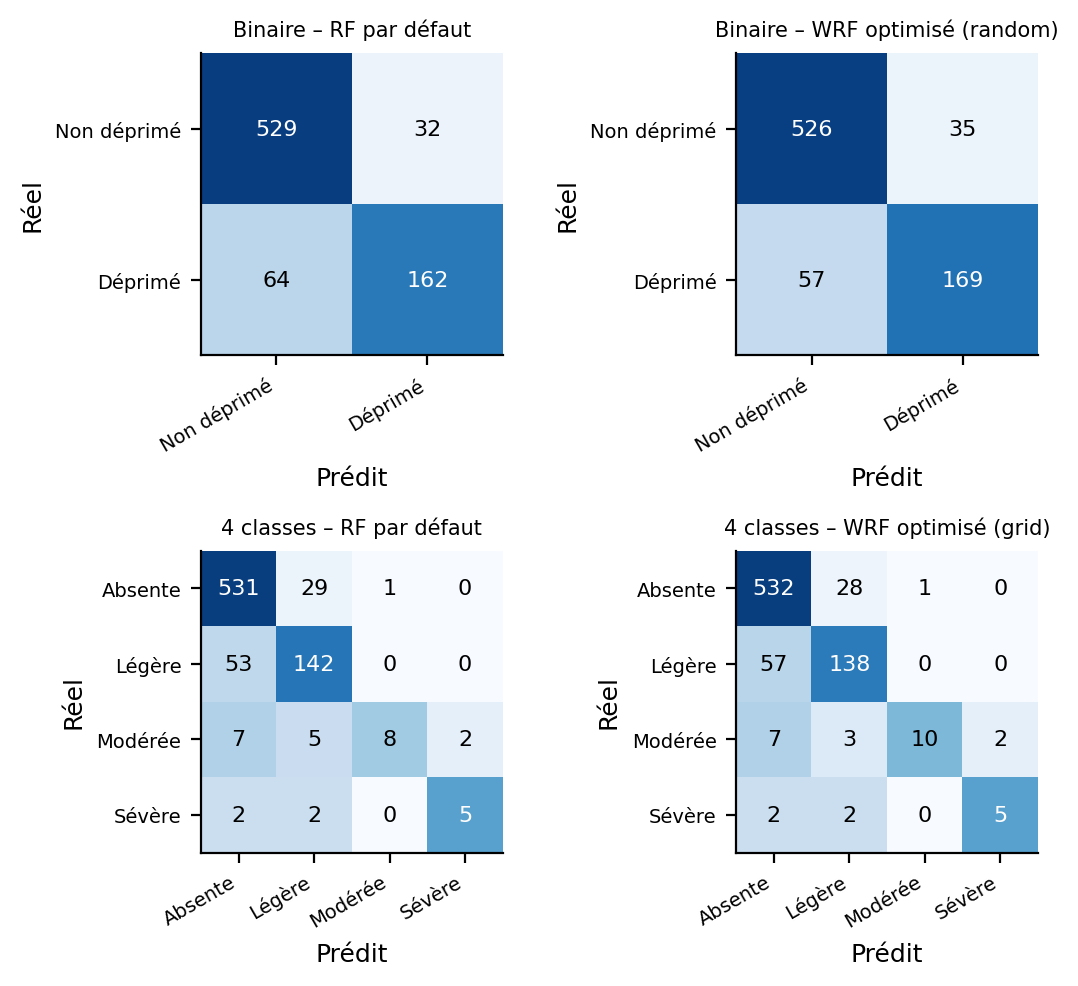 Binaire – RF par défaut
Réel
Non déprimé
529 32
Déprimé
64 162
Non déprimé Déprimé
Prédit
Binaire – WRF optimisé (random)
Réel
Non déprimé
526 35
Déprimé
57 169
Non déprimé Déprimé
Prédit
4 classes – RF par défaut
Réel
Absente
531 29 1 0
Légère
53 142 0 0
Modérée
7 5 8 2
Sévère
2 2 0 5
Absente Légère Modérée Sévère
Prédit
4 classes – WRF optimisé (grid)
Réel
Absente
532 28 1 0
Légère
57 138 0 0
Modérée
7 3 10 2
Sévère
2 2 0 5
Absente Légère Modérée Sévère
Prédit